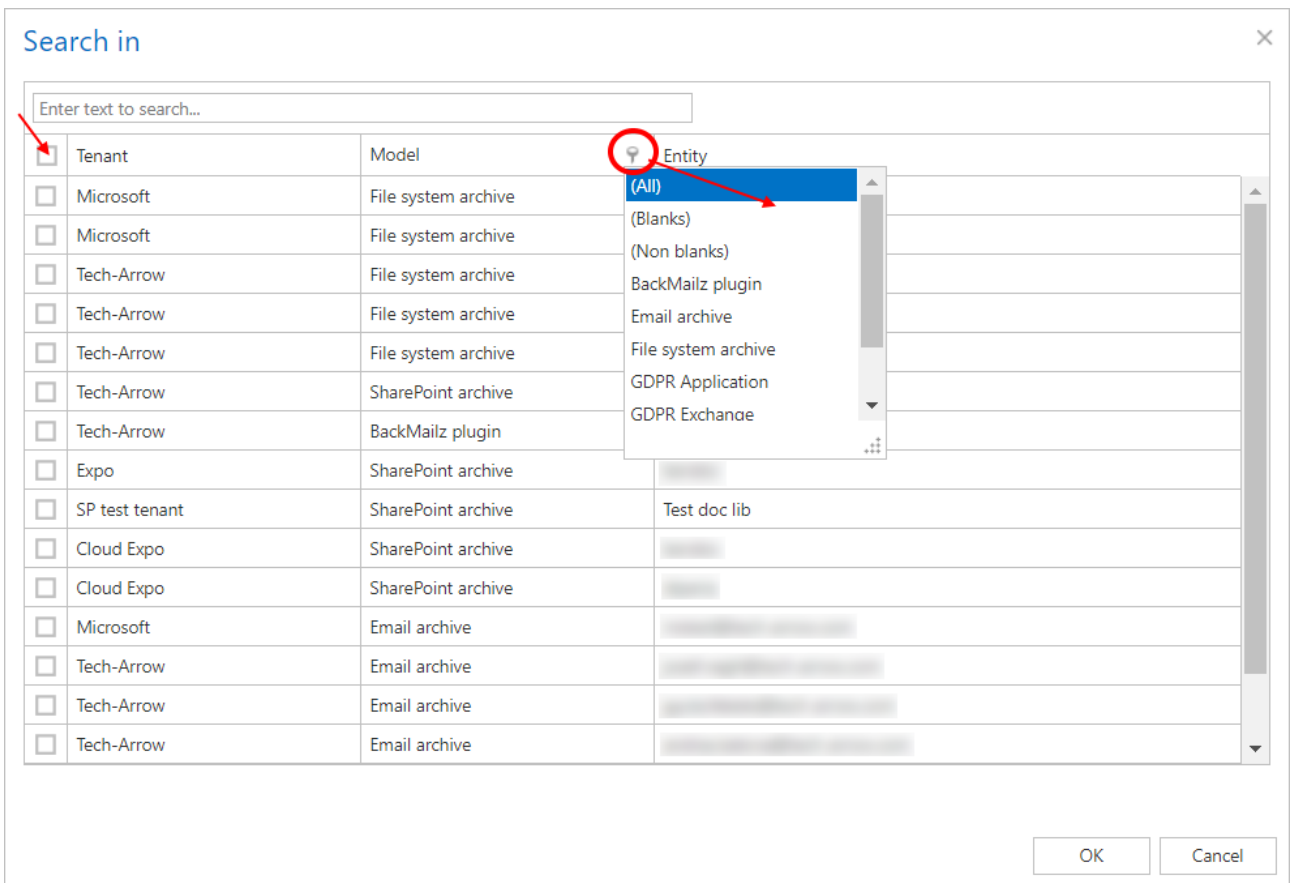 Search in
Enter text to search...
Tenant Model Entity
Microsoft File system archive (All)
Microsoft File system archive (Blanks)
(Non blanks)
Tech-Arrow File system archive BackMailz plugin
Tech-Arrow File system archive Email archive
Tech-Arrow File system archive File system archive
Tech-Arrow SharePoint archive GDPR Application
Tech-Arrow BackMailz plugin GDPR Exchange
Expo SharePoint archive
SP test tenant SharePoint archive Test doc lib
Cloud Expo SharePoint archive
Cloud Expo SharePoint archive
Microsoft Email archive
Tech-Arrow Email archive
Tech-Arrow Email archive
Tech-Arrow Email archive
OK Cancel